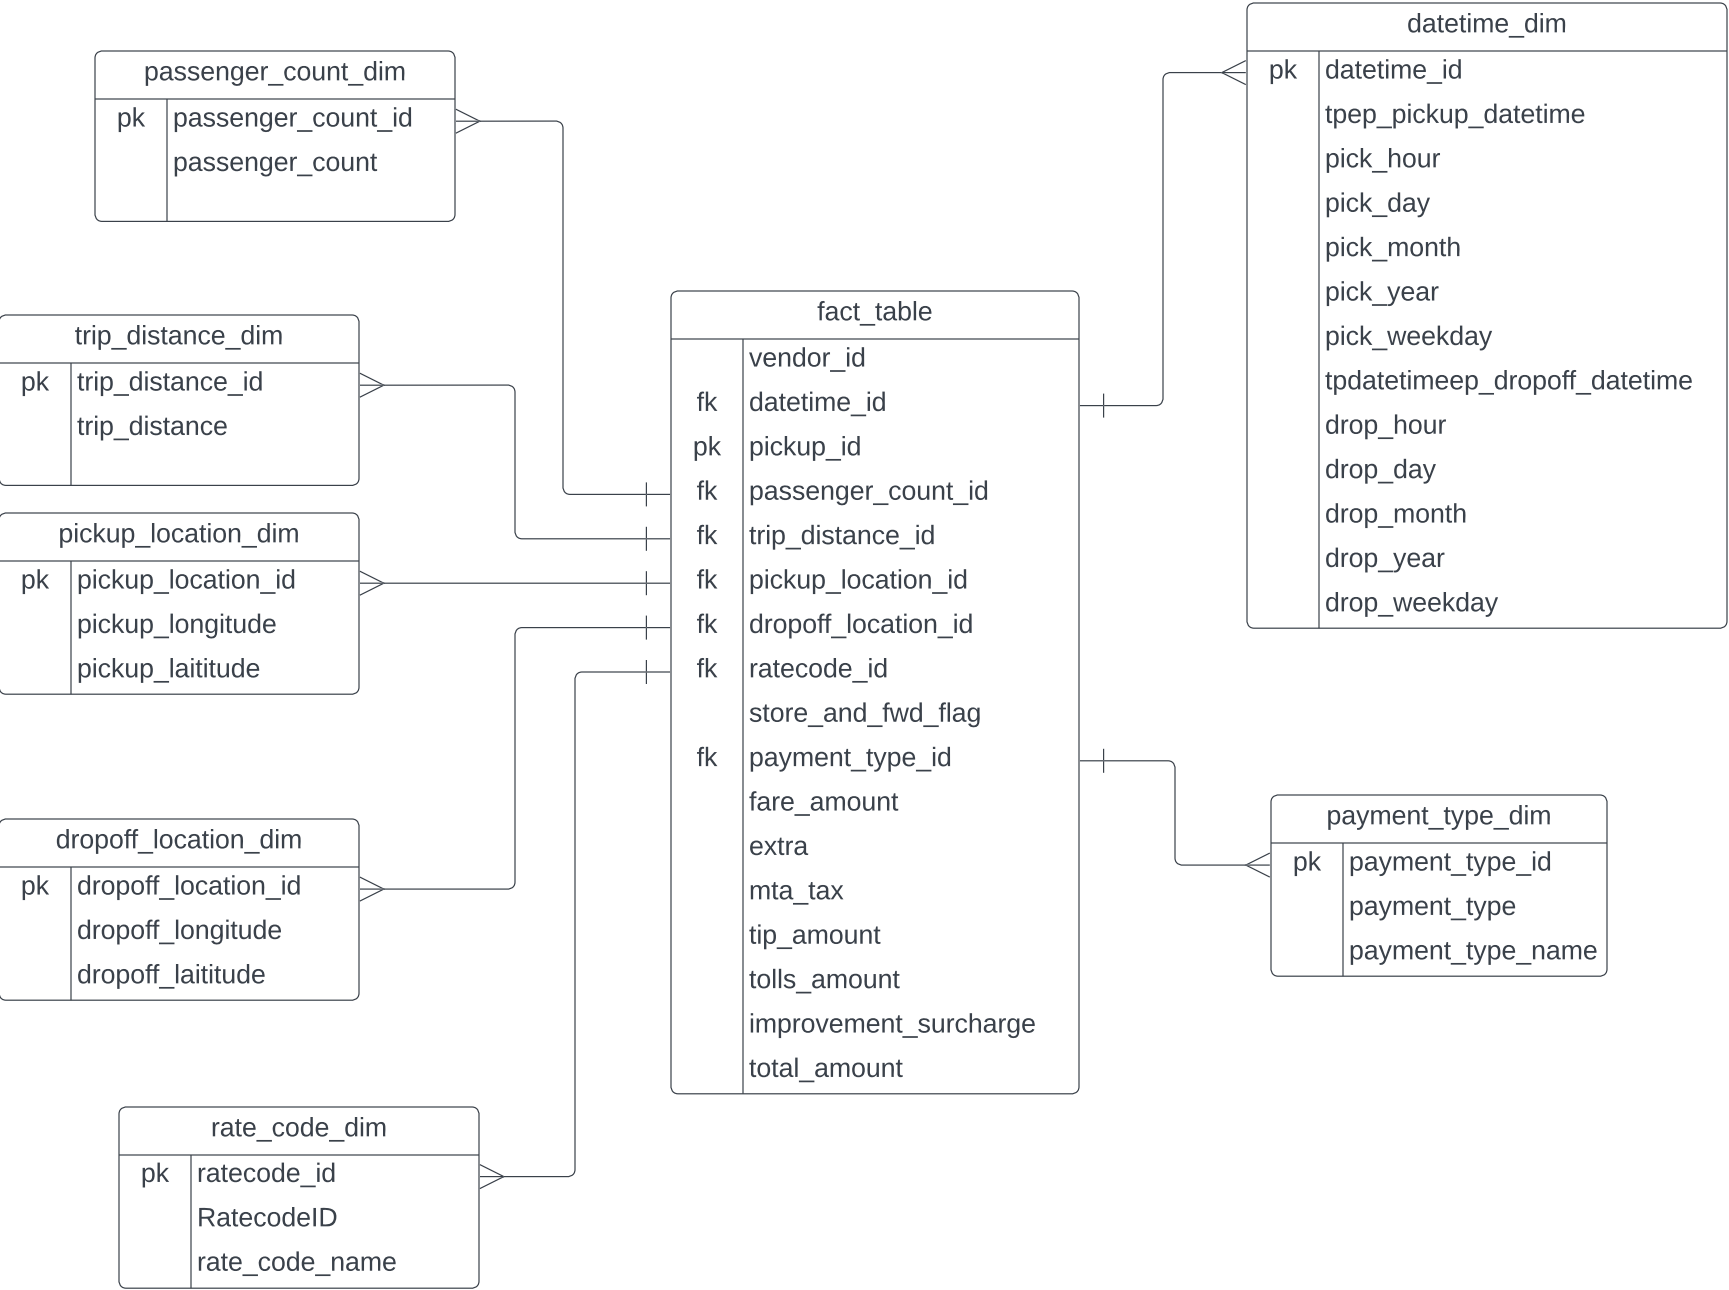 passenger_count_dim
pk passenger_count_id
passenger_count
trip_distance_dim
pk trip_distance_id
trip_distance
pickup_location_dim
pk pickup_location_id
pickup_longitude
pickup_laititude
dropoff_location_dim
pk dropoff_location_id
dropoff_longitude
dropoff_laititude
rate_code_dim
pk ratecode_id
RatecodeID
rate_code_name
fact_table
vendor_id
fk datetime_id
pk pickup_id
fk passenger_count_id
fk trip_distance_id
fk pickup_location_id
fk dropoff_location_id
fk ratecode_id
store_and_fwd_flag
fk payment_type_id
fare_amount
extra
mta_tax
tip_amount
tolls_amount
improvement_surcharge
total_amount
datetime_dim
pk datetime_id
tpep_pickup_datetime
pick_hour
pick_day
pick_month
pick_year
pick_weekday
tpdatetimeep_dropoff_datetime
drop_hour
drop_day
drop_month
drop_year
drop_weekday
payment_type_dim
pk payment_type_id
payment_type
payment_type_name